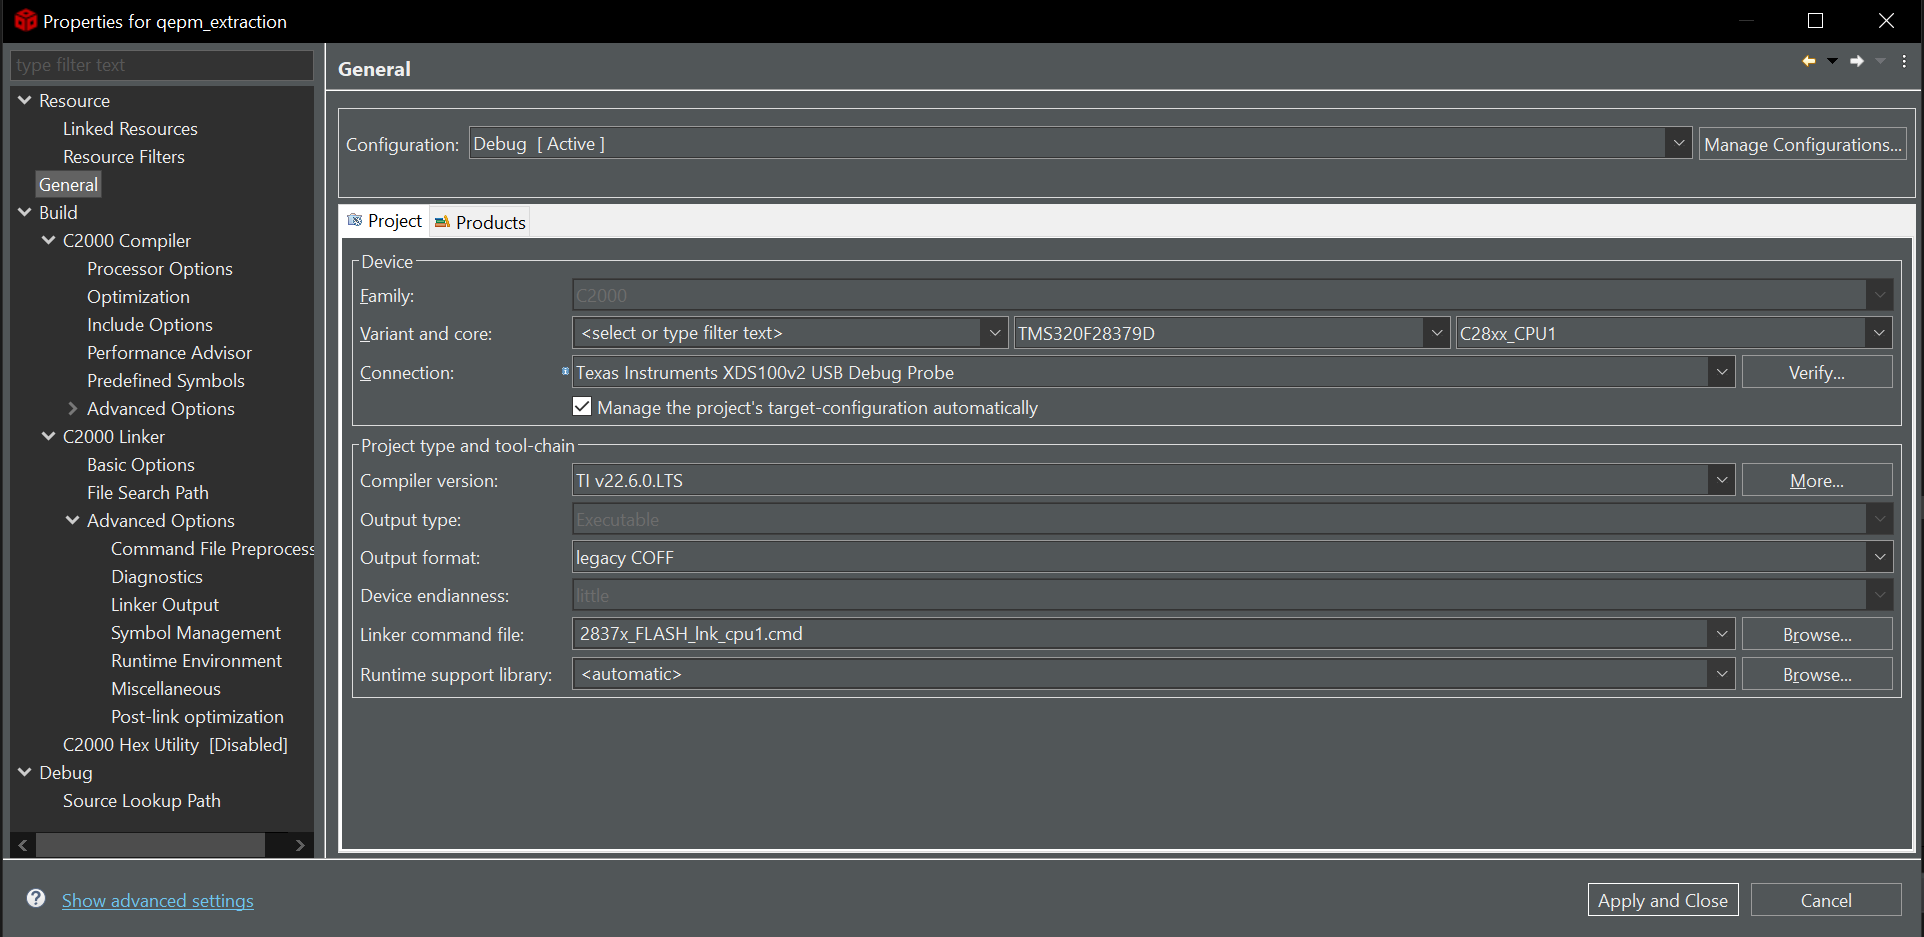 Properties for qepm_extraction
type filter text
Resource
Linked Resources
Resource Filters
General
Build
C2000 Compiler
Processor Options
Optimization
Include Options
Performance Advisor
Predefined Symbols
Advanced Options
C2000 Linker
Basic Options
File Search Path
Advanced Options
Command File Preprocess
Diagnostics
Linker Output
Symbol Management
Runtime Environment
Miscellaneous
Post-link optimization
C2000 Hex Utility [Disabled]
Debug
Source Lookup Path
General
Configuration: Debug [ Active ] Manage Configurations...
Project Products
Device
Family: C2000
Variant and core: <select or type filter text> TMS320F28379D C28xx_CPU1
Connection: Texas Instruments XDS100v2 USB Debug Probe Verify...
Manage the project's target-configuration automatically
Project type and tool-chain
Compiler version: TI v22.6.0.LTS More...
Output type: Executable
Output format: legacy COFF
Device endianness: little
Linker command file: 2837x_FLASH_lnk_cpu1.cmd Browse...
Runtime support library: <automatic> Browse...
Show advanced settings
Apply and Close Cancel